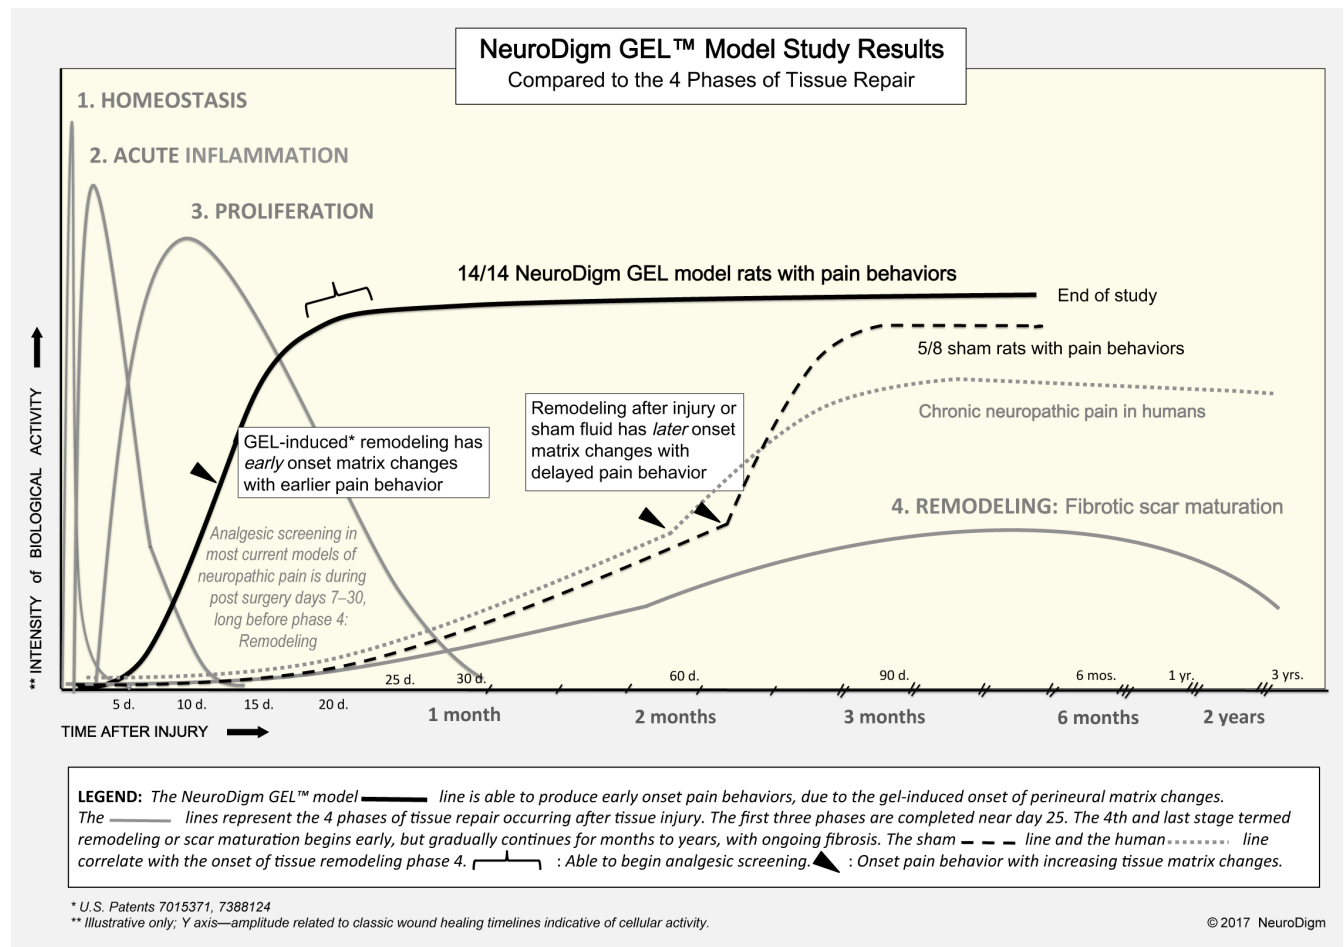 NeuroDigm GEL™ Model Study Results
Compared to the 4 Phases of Tissue Repair
1. HOMEOSTASIS
2. ACUTE INFLAMMATION
3. PROLIFERATION
14/14 NeuroDigm GEL model rats with pain behaviors
End of study
5/8 sham rats with pain behaviors
Chronic neuropathic pain in humans
Remodeling after injury or
sham fluid has later onset
matrix changes with
delayed pain behavior
GEL-induced* remodeling has
early onset matrix changes
with earlier pain behavior
4. REMODELING: Fibrotic scar maturation
Analgesic screening in
most current models of
neuropathic pain is during
post surgery days 7–30,
long before phase 4:
Remodeling
** INTENSITY of BIOLOGICAL ACTIVITY
5 d.
10 d.
15 d.
20 d.
25 d.
30 d.
60 d.
90 d.
6 mos.
1 yr.
3 yrs.
1 month
2 months
3 months
6 months
2 years
TIME AFTER INJURY
LEGEND: The NeuroDigm GEL™ model line is able to produce early onset pain behaviors, due to the gel-induced onset of perineural matrix changes.
The lines represent the 4 phases of tissue repair occurring after tissue injury. The first three phases are completed near day 25. The 4th and last stage termed
remodeling or scar maturation begins early, but gradually continues for months to years, with ongoing fibrosis. The sham line and the human line
correlate with the onset of tissue remodeling phase 4. : Able to begin analgesic screening. : Onset pain behavior with increasing tissue matrix changes.
* U.S. Patents 7015371, 7388124
** Illustrative only; Y axis—amplitude related to classic wound healing timelines indicative of cellular activity.
© 2017 NeuroDigm